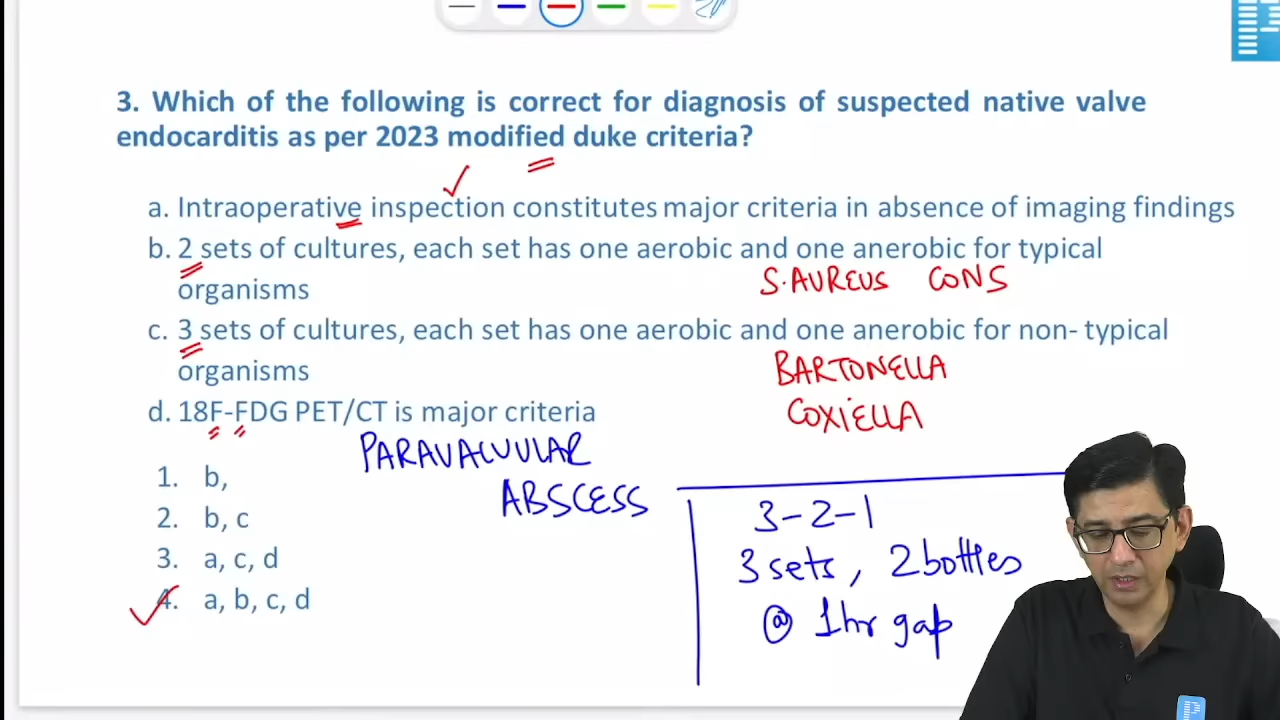 3. Which of the following is correct for diagnosis of suspected native valve
endocarditis as per 2023 modified duke criteria?
a. Intraoperative inspection constitutes major criteria in absence of imaging findings
b. 2 sets of cultures, each set has one aerobic and one anerobic for typical
organisms
S.AUREUS CONS
c. 3 sets of cultures, each set has one aerobic and one anerobic for non- typical
organisms
BARTONELLA
COXIELLA
d. 18F-FDG PET/CT is major criteria
PARAVALVULAR
ABSCESS
1. b,
2. b, c
3. a, c, d
4. a, b, c, d
3-2-1
3 sets, 2 bottles
@ 1hr gap